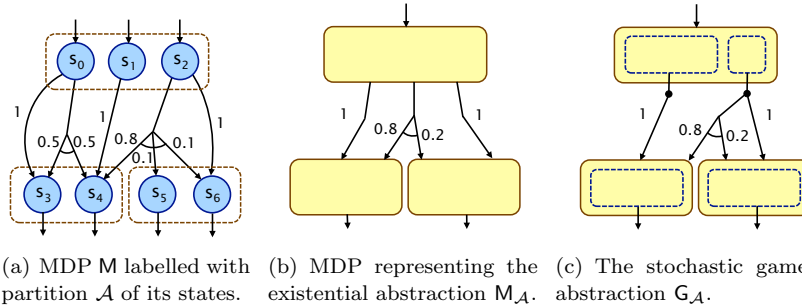 s0 s1 s2
1 0.5 0.5 1 0.8 0.1 0.1 1
s3 s4 s5 s6
1 0.8 0.2 1
1 0.8 0.2 1
(a) MDP M labelled with partition A of its states.
(b) MDP representing the existential abstraction MA.
(c) The stochastic game abstraction GA.